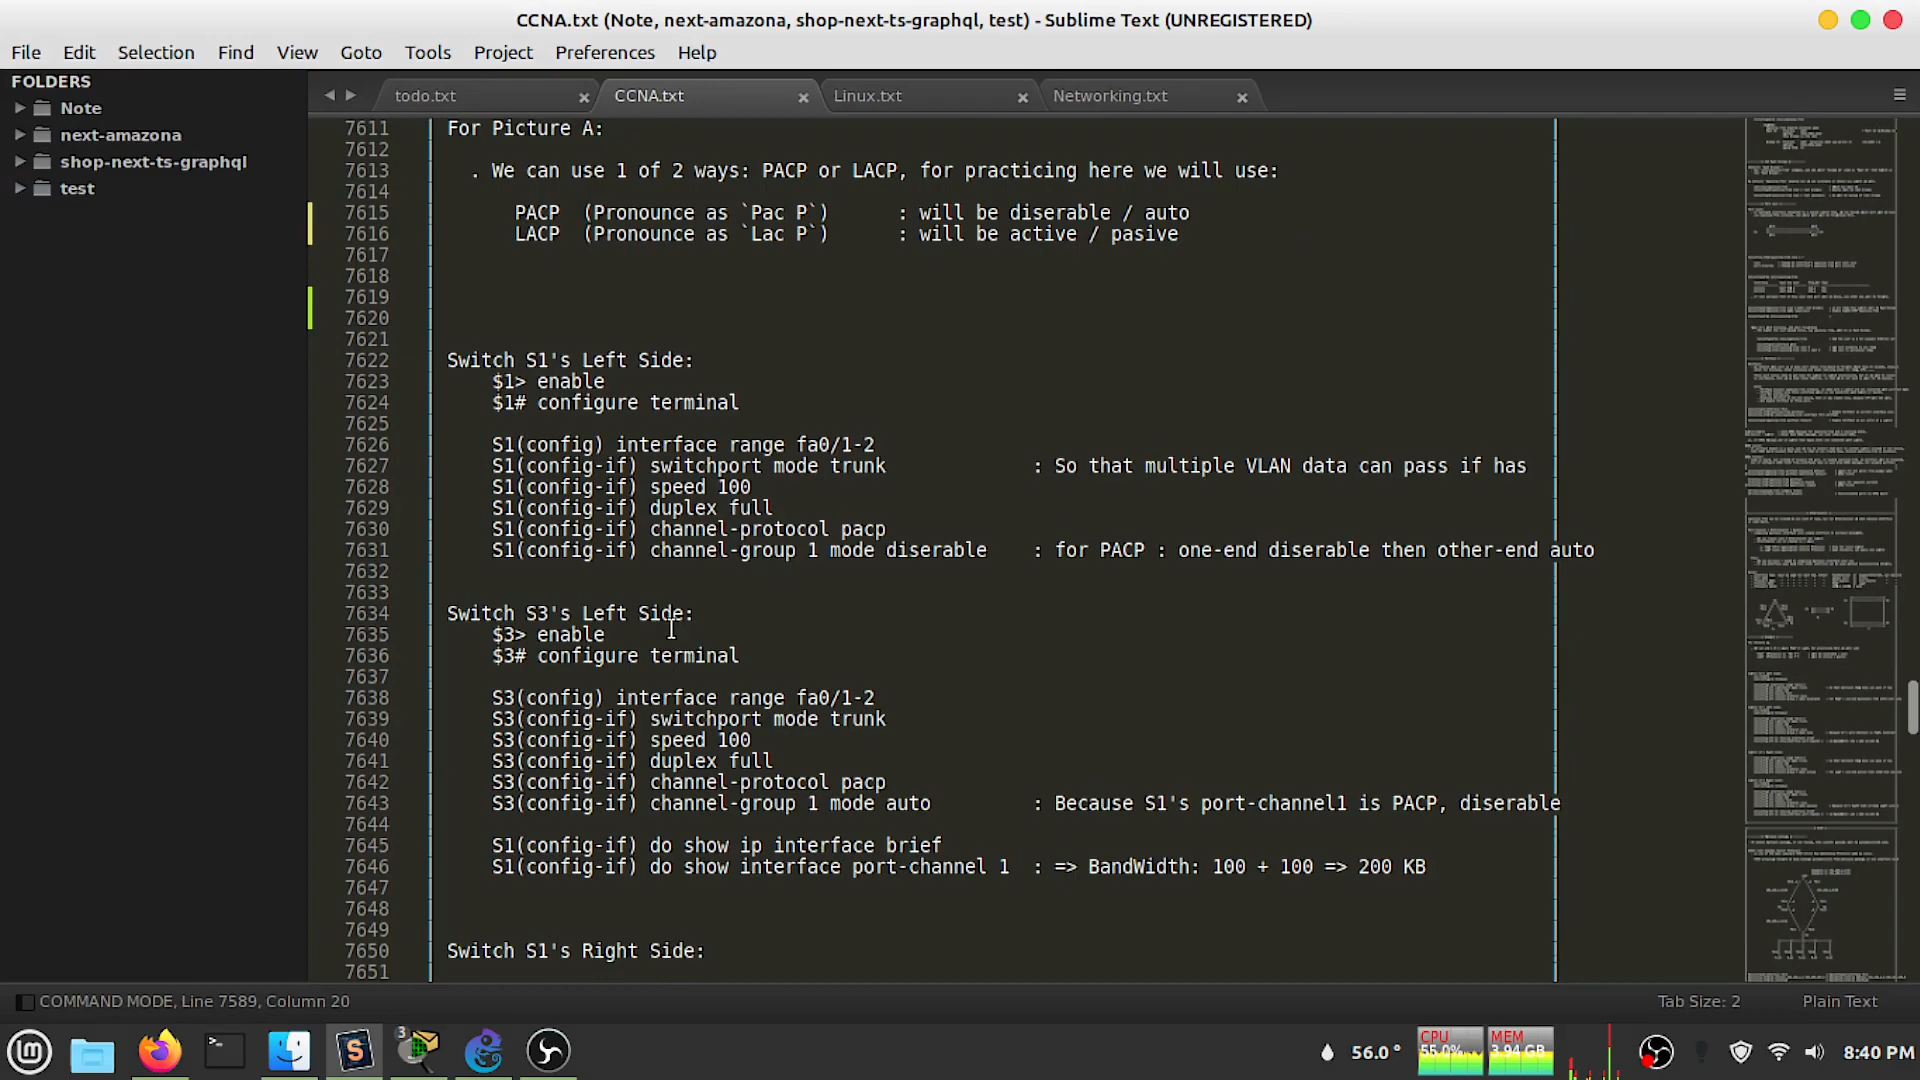 CCNA.txt (Note, next-amazona, shop-next-ts-graphql, test) - Sublime Text (UNREGISTERED)
File Edit Selection Find View Goto Tools Project Preferences Help
FOLDERS
Note
next-amazona
shop-next-ts-graphql
test
todo.txt CCNA.txt Linux.txt Networking.txt
7611 For Picture A:
7612
7613 . We can use 1 of 2 ways: PACP or LACP, for practicing here we will use:
7614
7615 PACP (Pronounce as `Pac P`) : will be diserable / auto
7616 LACP (Pronounce as `Lac P`) : will be active / pasive
7617
7618
7619
7620
7621
7622 Switch S1's Left Side:
7623 $1> enable
7624 $1# configure terminal
7625
7626 S1(config) interface range fa0/1-2
7627 S1(config-if) switchport mode trunk : So that multiple VLAN data can pass if has
7628 S1(config-if) speed 100
7629 S1(config-if) duplex full
7630 S1(config-if) channel-protocol pacp
7631 S1(config-if) channel-group 1 mode diserable : for PACP : one-end diserable then other-end auto
7632
7633
7634 Switch S3's Left Side:
7635 $3> enable
7636 $3# configure terminal
7637
7638 S3(config) interface range fa0/1-2
7639 S3(config-if) switchport mode trunk
7640 S3(config-if) speed 100
7641 S3(config-if) duplex full
7642 S3(config-if) channel-protocol pacp
7643 S3(config-if) channel-group 1 mode auto : Because S1's port-channel1 is PACP, diserable
7644
7645 S1(config-if) do show ip interface brief
7646 S1(config-if) do show interface port-channel 1 : => BandWidth: 100 + 100 => 200 KB
7647
7648
7649
7650 Switch S1's Right Side:
7651
COMMAND MODE, Line 7589, Column 20 Tab Size: 2 Plain Text
3 56.0° CPU 55.0% MEM 3.94 GB 8:40 PM